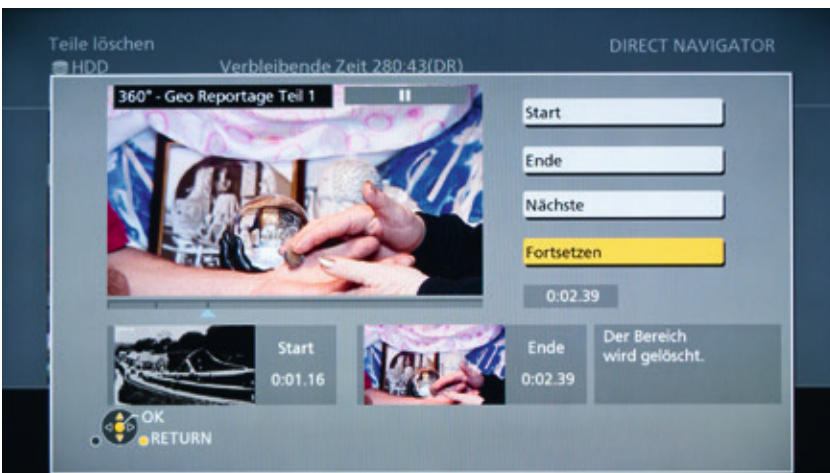 Teile löschen
DIRECT NAVIGATOR
HDD Verbleibende Zeit 280:43(DR)
360° - Geo Reportage Teil 1
Start
Ende
Nächste
Fortsetzen
0:02.39
Start
0:01.16
Ende
0:02.39
Der Bereich
wird gelöscht.
OK
RETURN